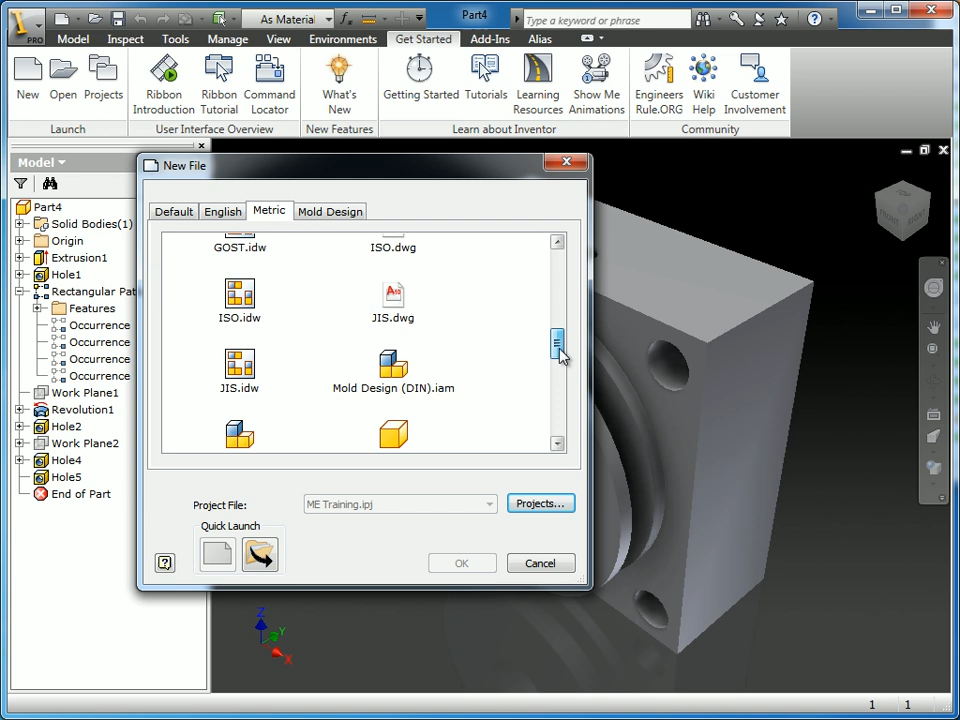 PRO
As Material
Part4
Type a keyword or phrase
Model
Inspect
Tools
Manage
View
Environments
Get Started
Add-Ins
Alias
New
Open
Projects
Ribbon Introduction
Ribbon Tutorial
Command Locator
What's New
Getting Started
Tutorials
Learning Resources
Show Me Animations
Engineers Rule.ORG
Wiki Help
Customer Involvement
Launch
User Interface Overview
New Features
Learn about Inventor
Community
Model
Part4
Solid Bodies(1)
Origin
Extrusion1
Hole1
Rectangular Pat
Features
Occurrence
Occurrence
Occurrence
Occurrence
Work Plane1
Revolution1
Hole2
Work Plane2
Hole4
Hole5
End of Part
New File
Default
English
Metric
Mold Design
GOST.idw
ISO.dwg
ISO.idw
JIS.dwg
JIS.idw
Mold Design (DIN).iam
Project File:
ME Training.ipj
Projects...
Quick Launch
OK
Cancel
FRONT
Z
Y
X
1
1